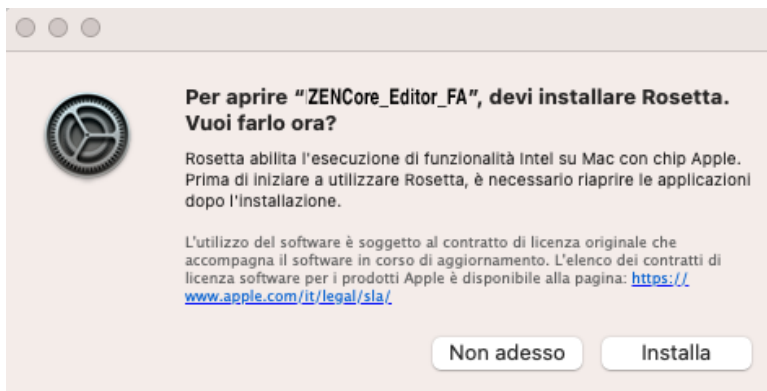 Per aprire “ZENCore_Editor_FA”, devi installare Rosetta.
Vuoi farlo ora?
Rosetta abilita l'esecuzione di funzionalità Intel su Mac con chip Apple.
Prima di iniziare a utilizzare Rosetta, è necessario riaprire le applicazioni
dopo l'installazione.
L'utilizzo del software è soggetto al contratto di licenza originale che
accompagna il software in corso di aggiornamento. L'elenco dei contratti di
licenza software per i prodotti Apple è disponibile alla pagina: https://
www.apple.com/it/legal/sla/
Non adesso
Installa